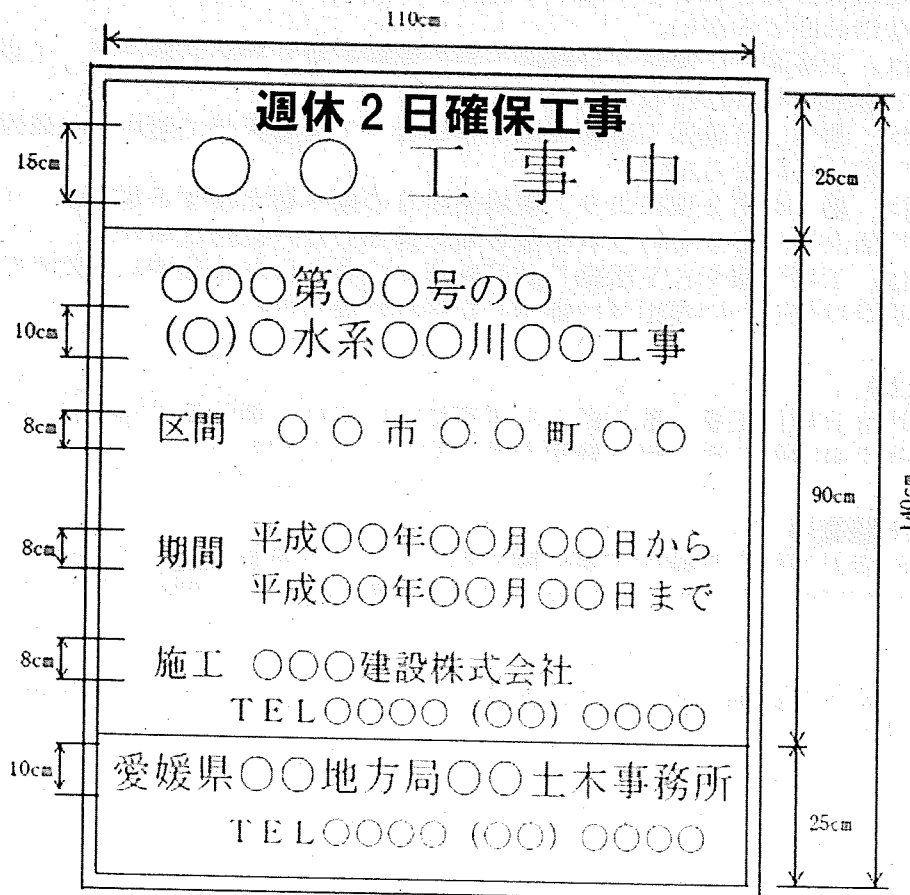 110cm
週休2日確保工事
15cm
○○工事中
25cm
○○○第○○号の○
10cm
(○)○水系○○川○○工事
8cm
区間 ○○市○○町○○
90cm
140cm
8cm
期間 平成○○年○○月○○日から
平成○○年○○月○○日まで
8cm
施工 ○○○建設株式会社
TEL○○○○(○○)○○○○
10cm
愛媛県○○地方局○○土木事務所
TEL○○○○(○○)○○○○
25cm